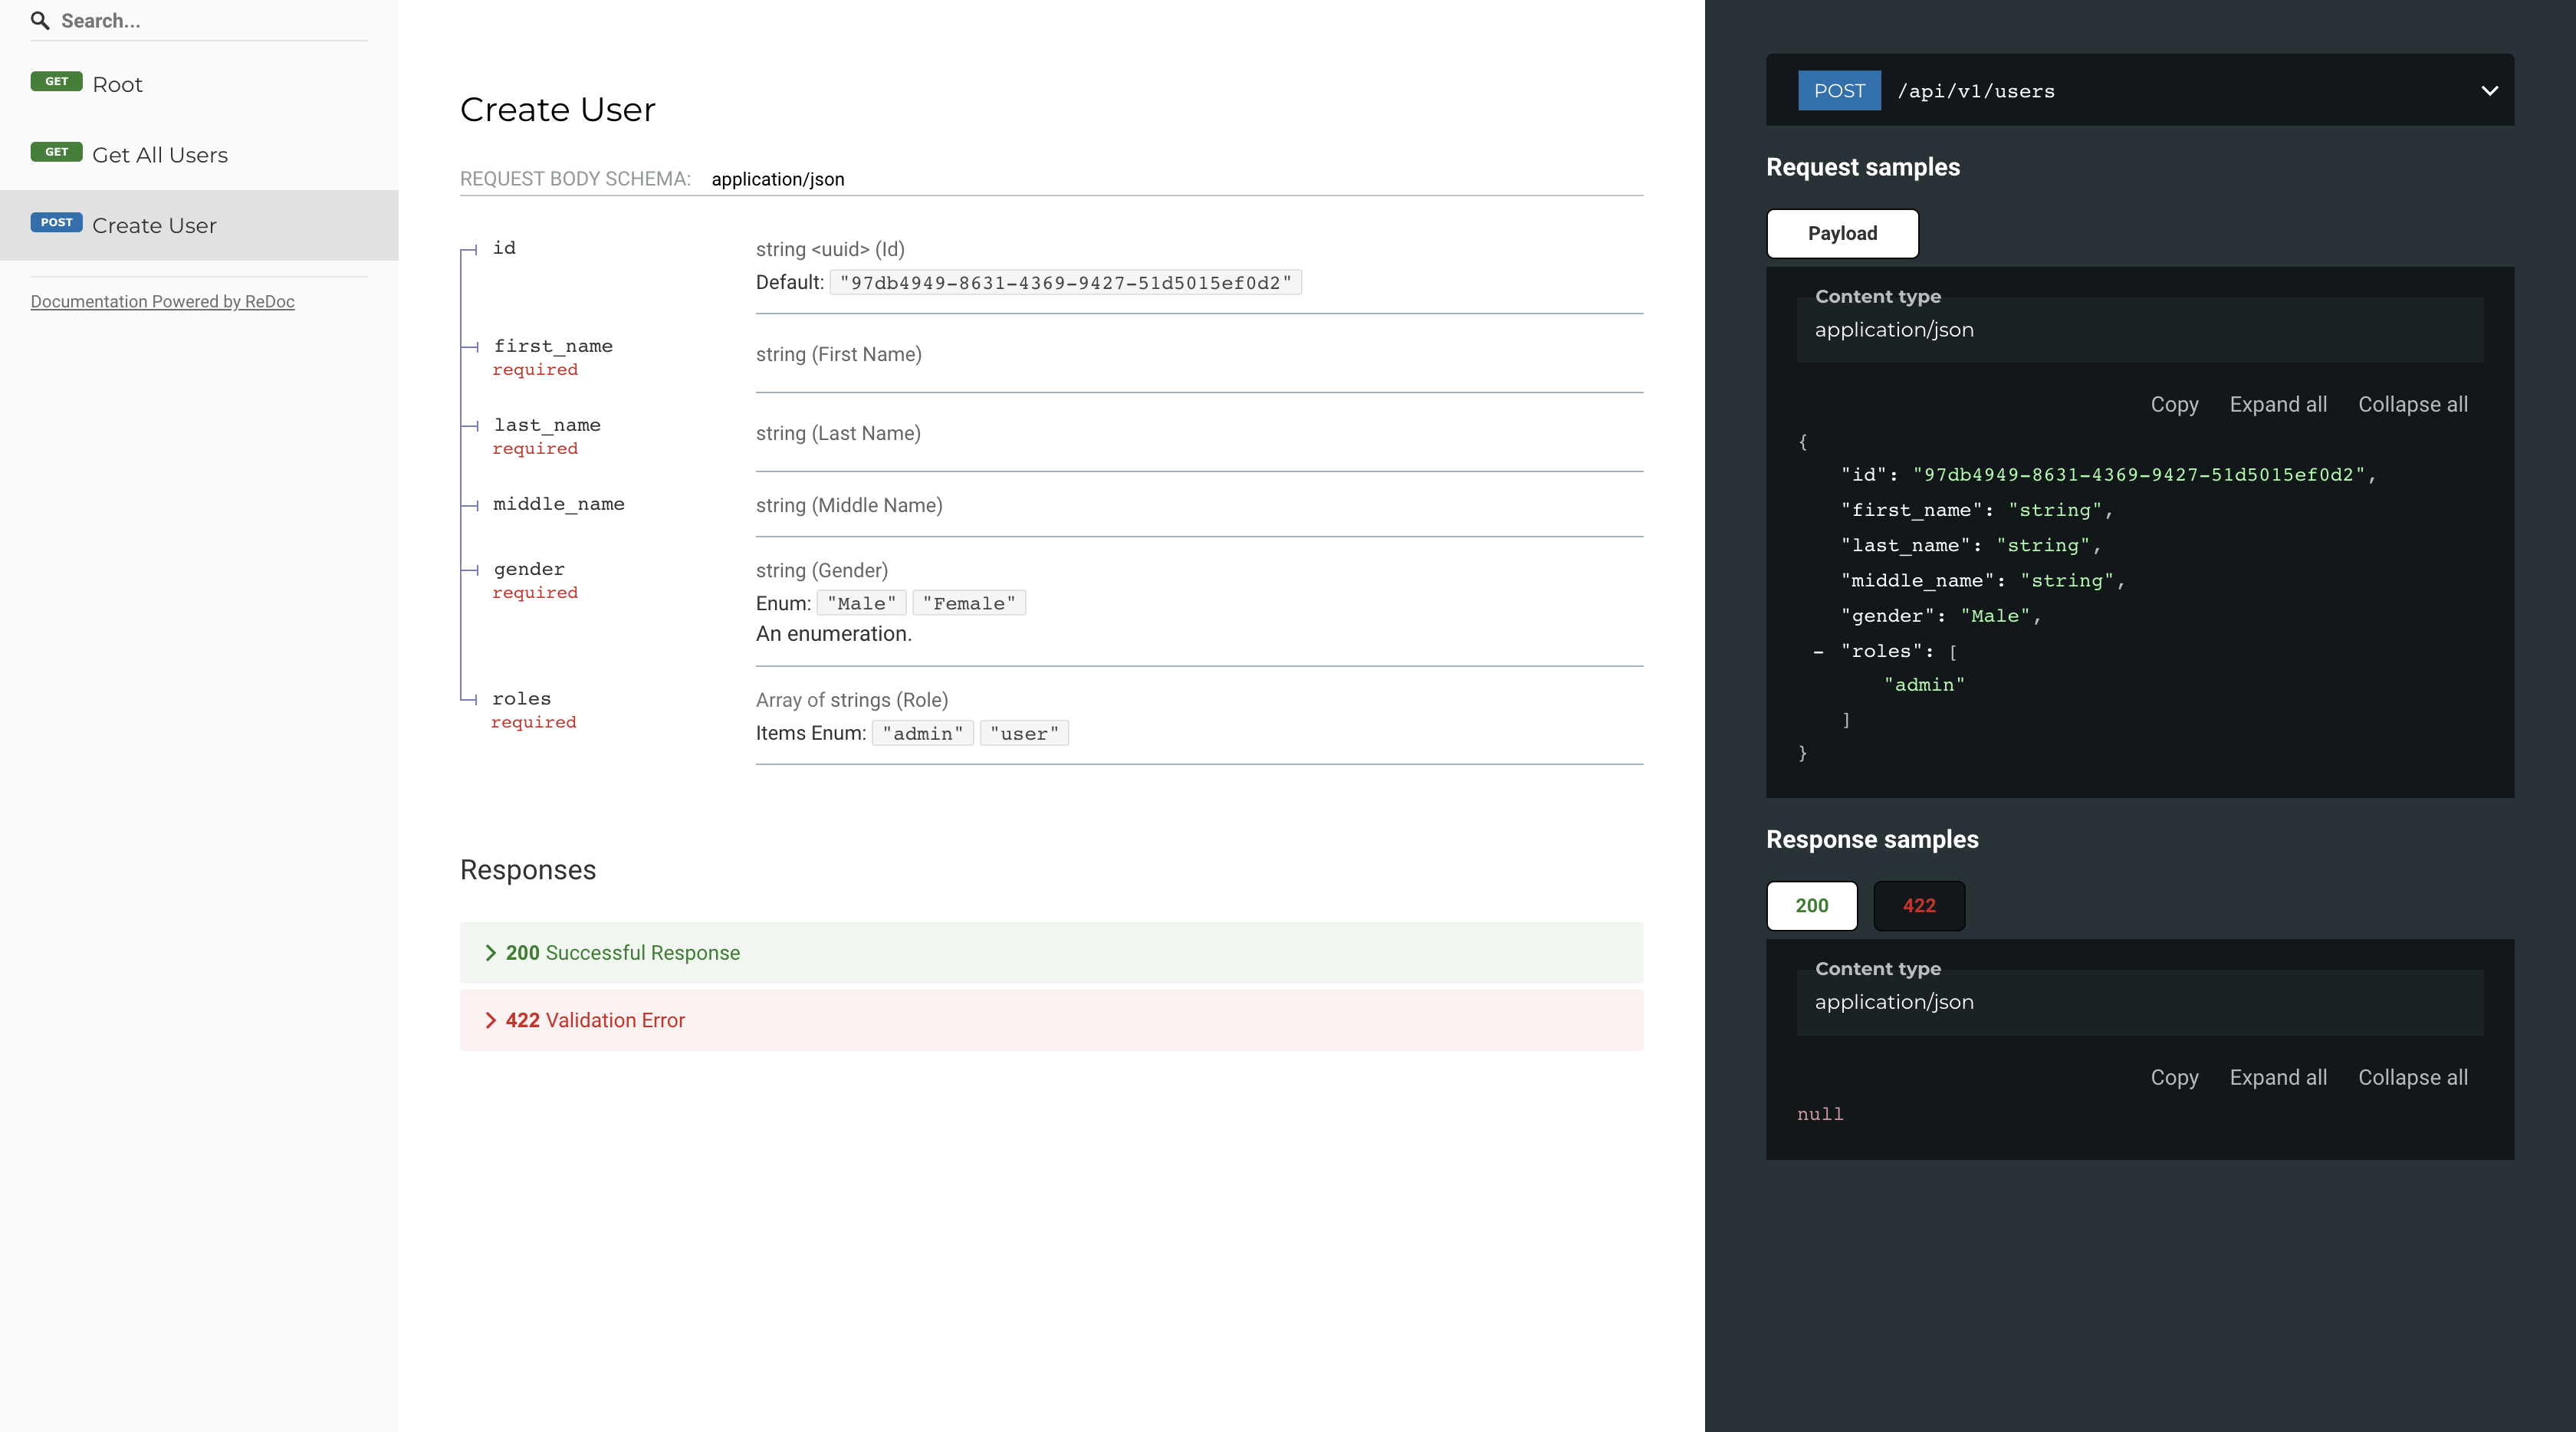 Search...
GET Root
GET Get All Users
POST Create User
Documentation Powered by ReDoc
Create User
REQUEST BODY SCHEMA: application/json
id
string <uuid> (Id)
Default: "97db4949-8631-4369-9427-51d5015ef0d2"
first_name
required
string (First Name)
last_name
required
string (Last Name)
middle_name
string (Middle Name)
gender
required
string (Gender)
Enum: "Male" "Female"
An enumeration.
roles
required
Array of strings (Role)
Items Enum: "admin" "user"
Responses
200 Successful Response
422 Validation Error
POST /api/v1/users
Request samples
Payload
Content type
application/json
Copy Expand all Collapse all
{
"id": "97db4949-8631-4369-9427-51d5015ef0d2",
"first_name": "string",
"last_name": "string",
"middle_name": "string",
"gender": "Male",
- "roles": [
"admin"
]
}
Response samples
200 422
Content type
application/json
Copy Expand all Collapse all
null